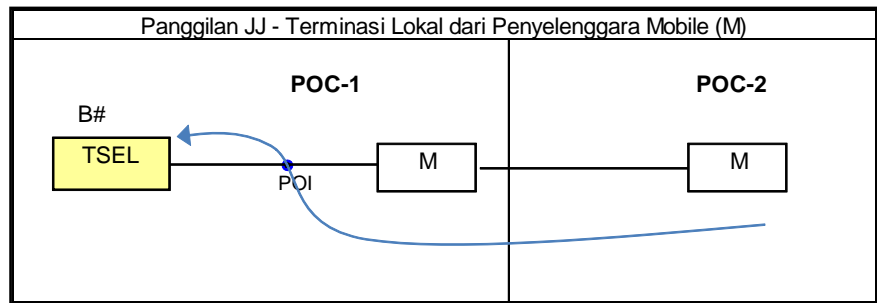 Panggilan JJ - Terminasi Lokal dari Penyelenggara Mobile (M)
POC-1
POC-2
B#
TSEL
M
M
POI